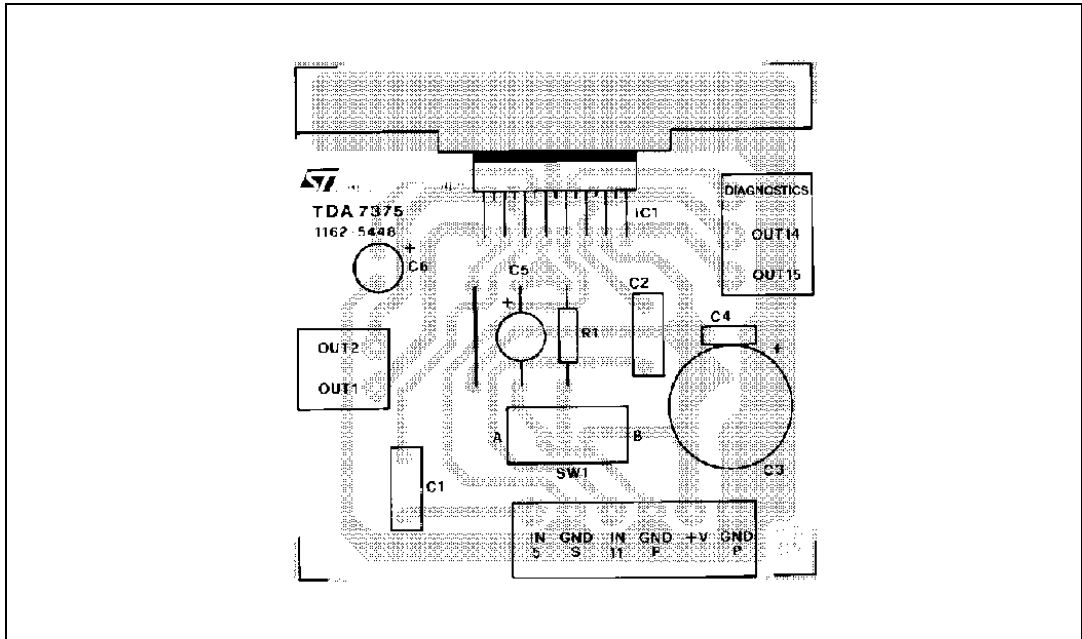 ST
DIAGNOSTICS
TDA 7375
IC1
1162-5448
OUT14
+
C6
C5
OUT15
C2
+
C4
R1
+
OUT2
OUT1
A
B
SW1
C3
C1
IN GND IN GND +V GND
5 S 11 P P